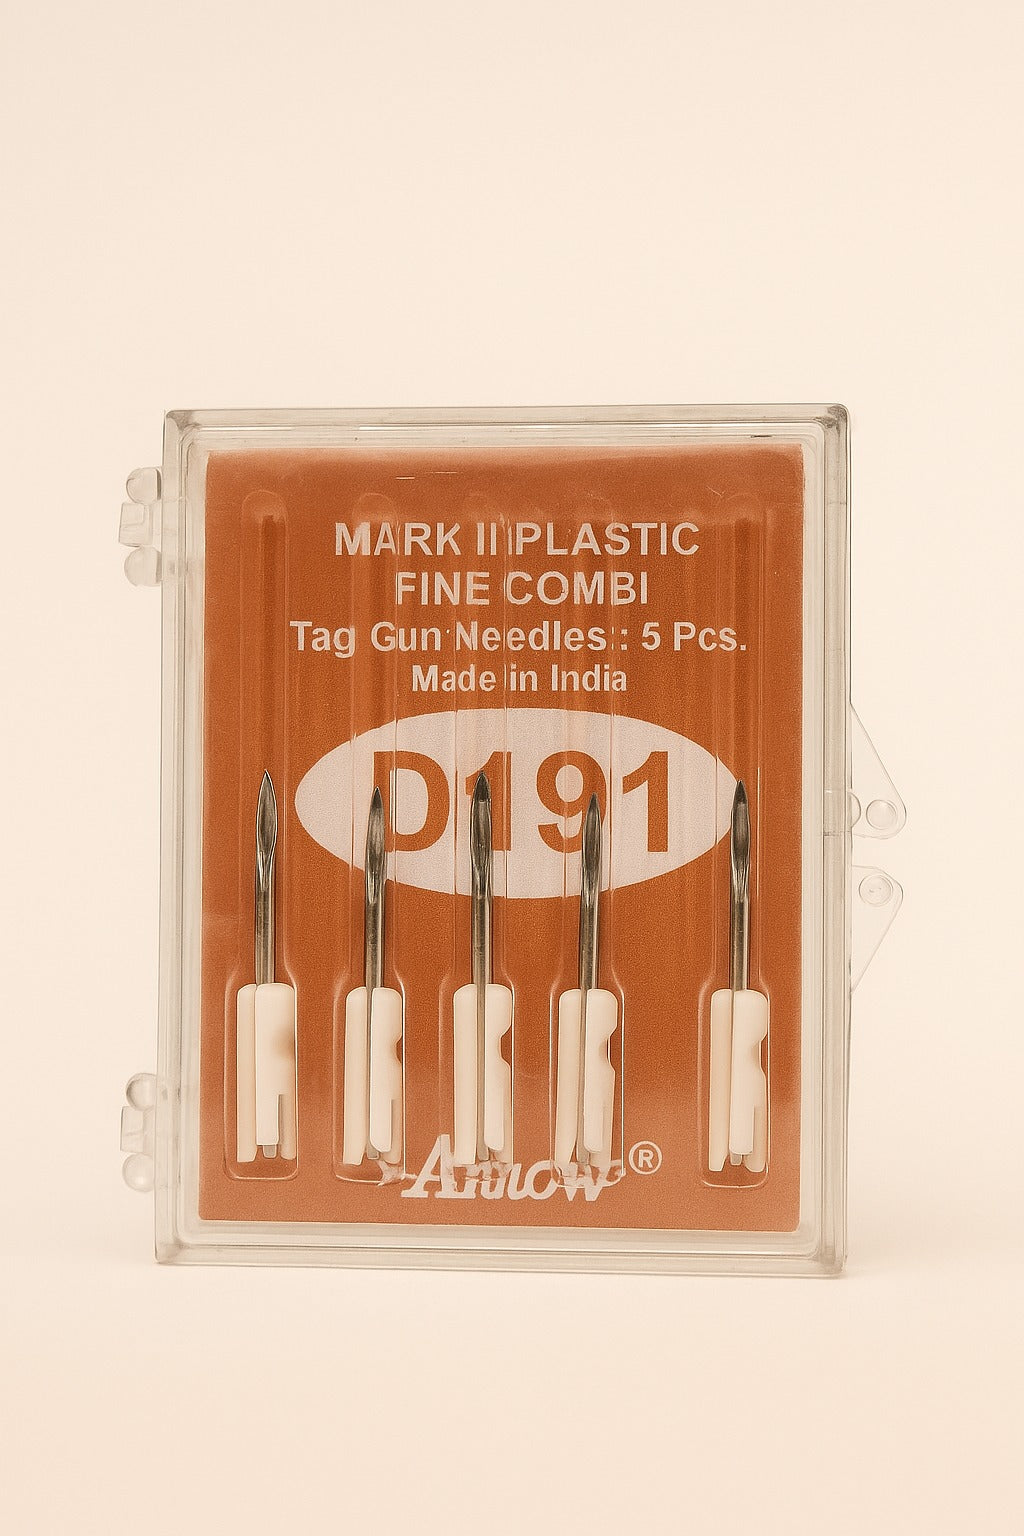 MARK II PLASTIC
FINE COMBI
Tag Gun Needles : 5 Pcs.
Made in India
D191
Arrow ®